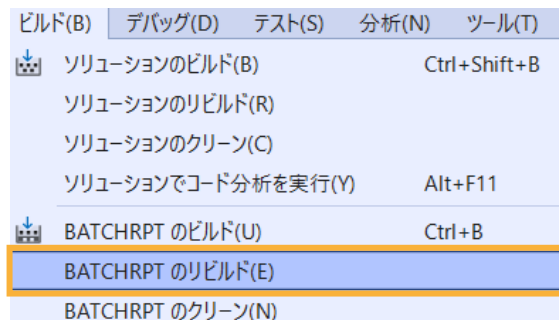 ビルド(B) デバッグ(D) テスト(S) 分析(N) ツール(T)
ソリューションのビルド(B) Ctrl+Shift+B
ソリューションのリビルド(R)
ソリューションのクリーン(C)
ソリューションでコード分析を実行(Y) Alt+F11
BATCHRPT のビルド(U) Ctrl+B
BATCHRPT のリビルド(E)
BATCHRPT のクリーン(N)